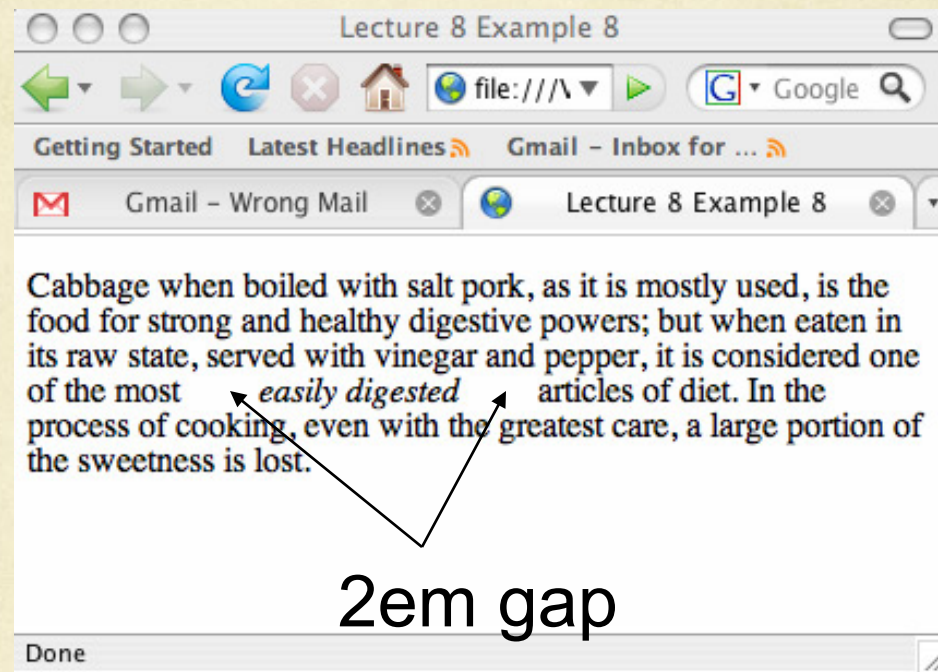 Lecture 8 Example 8
file:///\ G Google
Getting Started Latest Headlines Gmail – Inbox for ...
Gmail – Wrong Mail Lecture 8 Example 8
Cabbage when boiled with salt pork, as it is mostly used, is the
food for strong and healthy digestive powers; but when eaten in
its raw state, served with vinegar and pepper, it is considered one
of the most easily digested articles of diet. In the
process of cooking, even with the greatest care, a large portion of
the sweetness is lost.
2em gap
Done